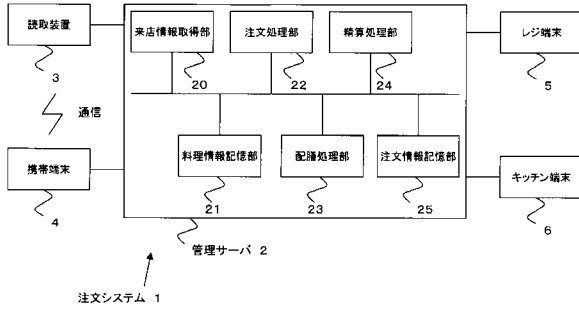 読取装置
3
通信
携帯端末
4
来店情報取得部
20
注文処理部
22
精算処理部
24
料理情報記憶部
21
配膳処理部
23
注文情報記憶部
25
レジ端末
5
キッチン端末
6
管理サーバ 2
注文システム 1